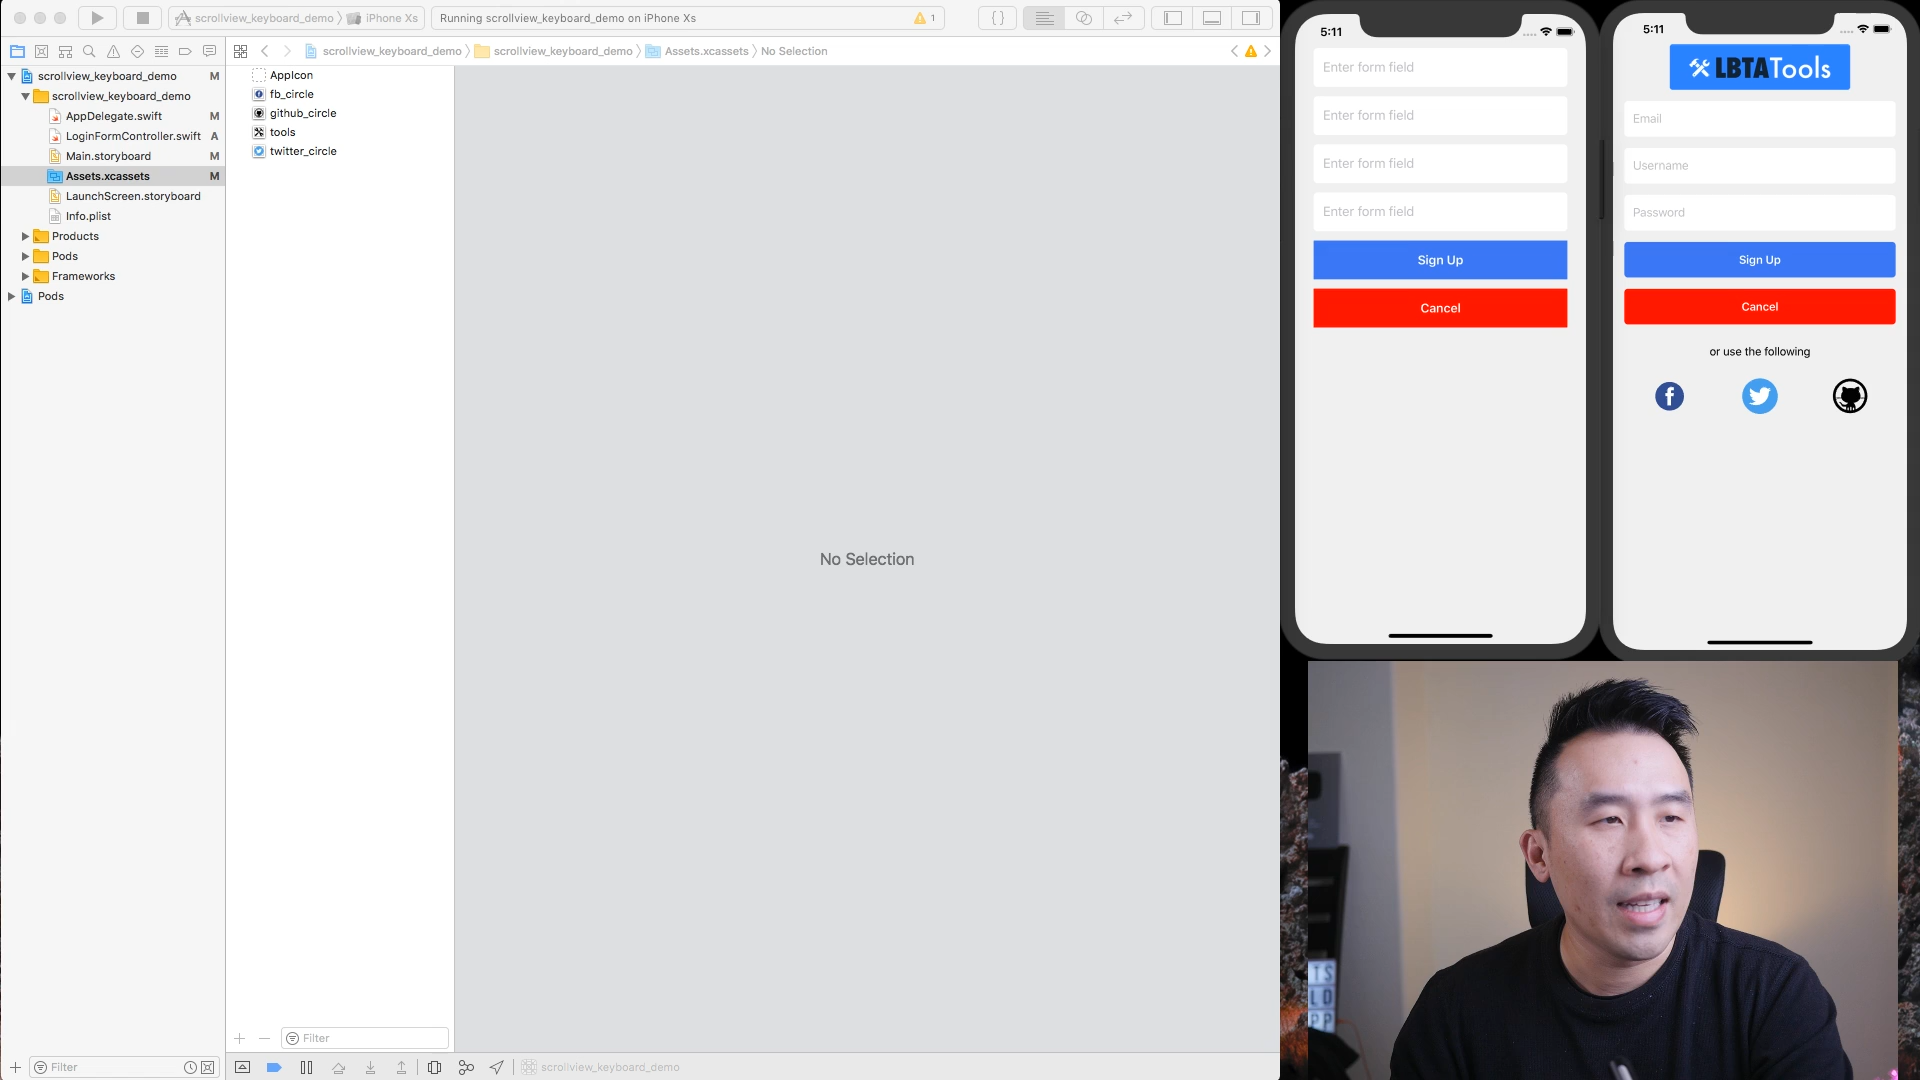 scrollview_keyboard_demo 〉 iPhone Xs
Running scrollview_keyboard_demo on iPhone Xs
1
{}
scrollview_keyboard_demo 〉 scrollview_keyboard_demo 〉 Assets.xcassets 〉 No Selection
scrollview_keyboard_demo M
scrollview_keyboard_demo
AppDelegate.swift M
LoginFormController.swift A
Main.storyboard M
Assets.xcassets M
LaunchScreen.storyboard
Info.plist
Products
Pods
Frameworks
Pods
Filter
AppIcon
fb_circle
github_circle
tools
twitter_circle
Filter
No Selection
scrollview_keyboard_demo
5:11
Enter form field
Enter form field
Enter form field
Enter form field
Sign Up
Cancel
5:11
LBTATools
Email
Username
Password
Sign Up
Cancel
or use the following
TS
LD
PP